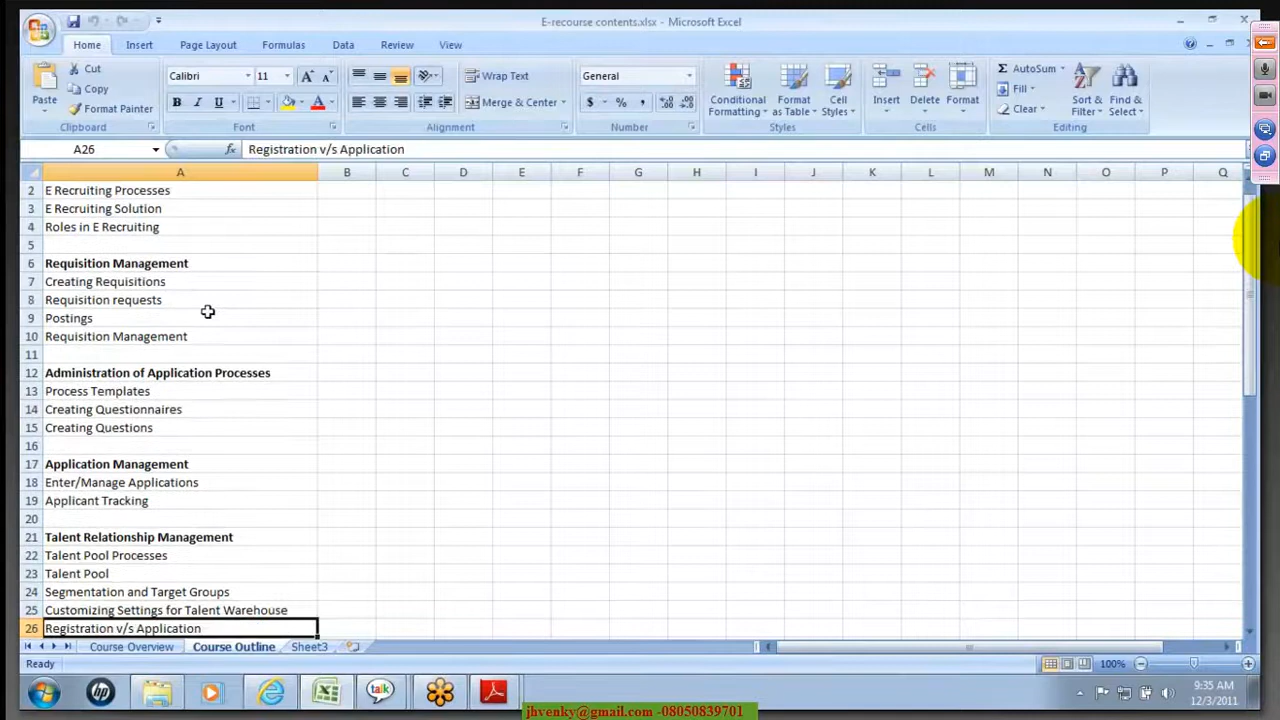 E-recourse contents.xlsx - Microsoft Excel
Home Insert Page Layout Formulas Data Review View
Paste Cut Copy Format Painter
Calibri 11
B I U A
Wrap Text
Merge & Center
General
$ % ,
Conditional Formatting
Format as Table
Cell Styles
Insert Delete Format
Σ AutoSum
Fill
Clear
Sort & Filter
Find & Select
Clipboard Font Alignment Number Styles Cells Editing
A26 fx Registration v/s Application
A B C D E F G H I J K L M N O P Q
2 E Recruiting Processes
3 E Recruiting Solution
4 Roles in E Recruiting
5
6 Requisition Management
7 Creating Requisitions
8 Requisition requests
9 Postings
10 Requisition Management
11
12 Administration of Application Processes
13 Process Templates
14 Creating Questionnaires
15 Creating Questions
16
17 Application Management
18 Enter/Manage Applications
19 Applicant Tracking
20
21 Talent Relationship Management
22 Talent Pool Processes
23 Talent Pool
24 Segmentation and Target Groups
25 Customizing Settings for Talent Warehouse
26 Registration v/s Application
Course Overview Course Outline Sheet3
Ready 100%
hp talk
9:35 AM
12/3/2011
jhvenky@gmail.com -08050839701